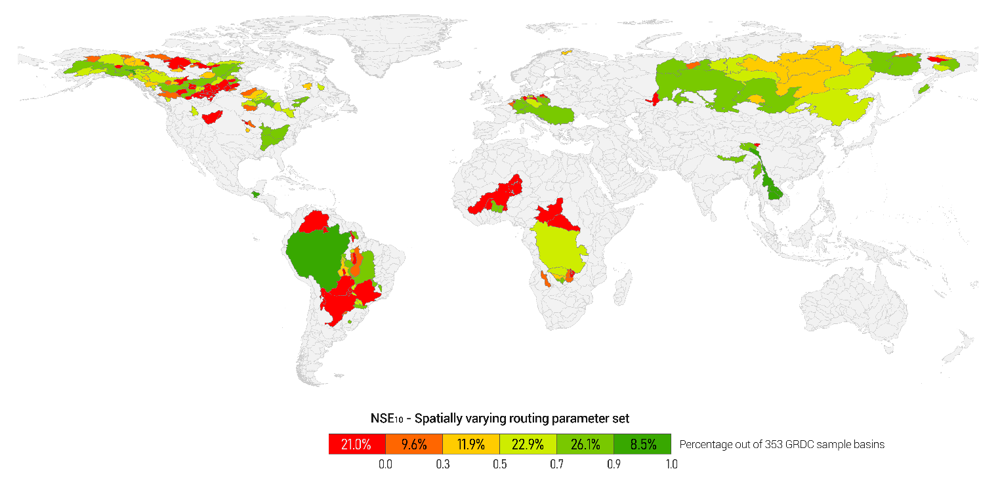 NSE10 - Spatially varying routing parameter set
21.0% 9.6% 11.9% 22.9% 26.1% 8.5% Percentage out of 353 GRDC sample basins
0.0 0.3 0.5 0.7 0.9 1.0